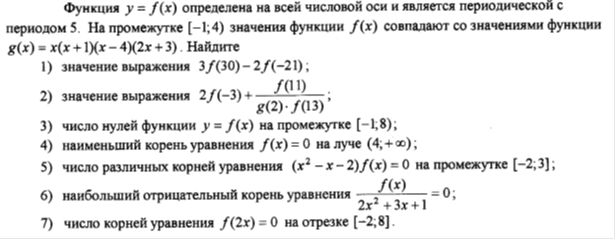 Функция y = f(x) определена на всей числовой оси и является периодической с
периодом 5. На промежутке [−1;4) значения функции f(x) совпадают со значениями функции
g(x) = x(x+1)(x−4)(2x+3). Найдите
1) значение выражения 3f(30) − 2f(−21);
2) значение выражения 2f(−3) + f(11)/(g(2)·f(13));
3) число нулей функции y = f(x) на промежутке [−1;8);
4) наименьший корень уравнения f(x) = 0 на луче (4;+∞);
5) число различных корней уравнения (x² − x − 2)f(x) = 0 на промежутке [−2;3];
6) наибольший отрицательный корень уравнения f(x)/(2x² + 3x + 1) = 0;
7) число корней уравнения f(2x) = 0 на отрезке [−2;8].